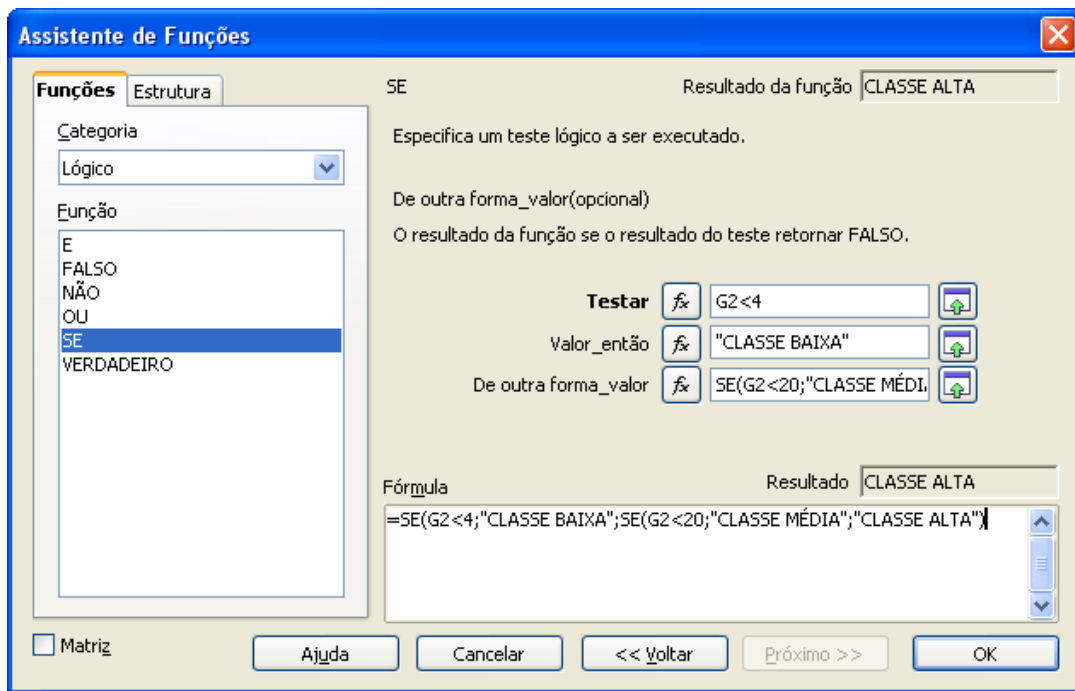 Assistente de Funções
Funções Estrutura
Categoria
Lógico
Função
E
FALSO
NÃO
OU
SE
VERDADEIRO
SE Resultado da função CLASSE ALTA
Especifica um teste lógico a ser executado.
De outra forma_valor(opcional)
O resultado da função se o resultado do teste retornar FALSO.
Testar fx G2<4
Valor_então fx "CLASSE BAIXA"
De outra forma_valor fx SE(G2<20;"CLASSE MÉDI
Fórmula Resultado CLASSE ALTA
=SE(G2<4;"CLASSE BAIXA";SE(G2<20;"CLASSE MÉDIA";"CLASSE ALTA")
Matriz Ajuda Cancelar << Voltar Próximo >> OK